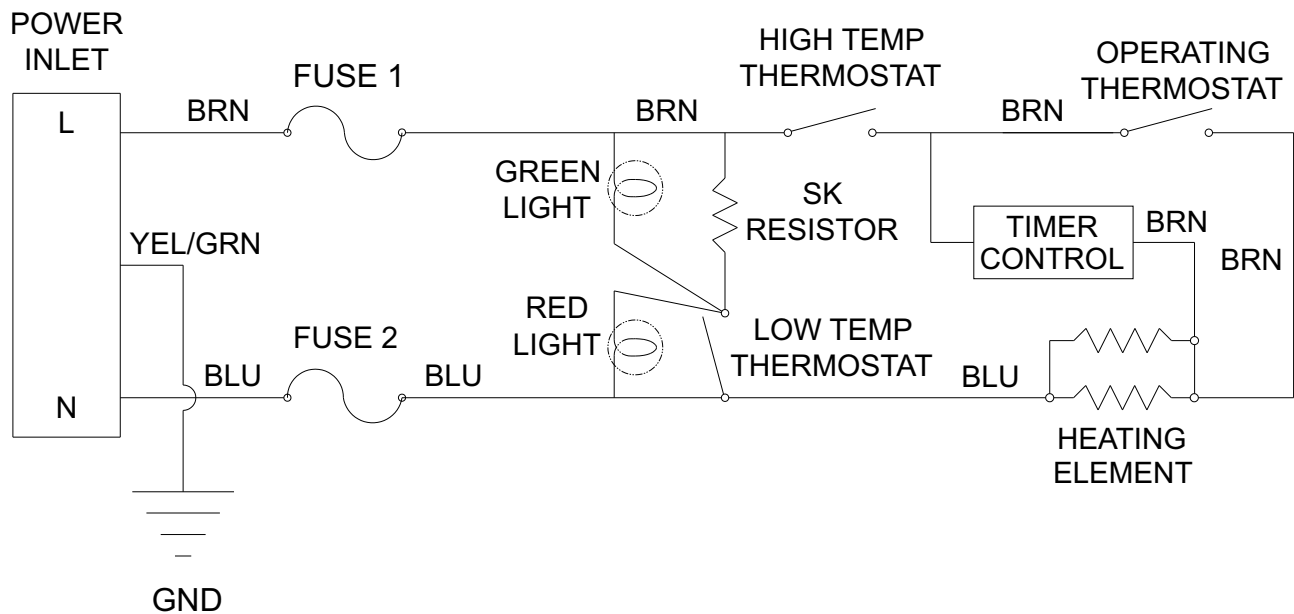 POWER
INLET
L
BRN
FUSE 1
BRN
HIGH TEMP
THERMOSTAT
BRN
OPERATING
THERMOSTAT
GREEN
LIGHT
SK
RESISTOR
TIMER
CONTROL
BRN
BRN
YEL/GRN
RED
LIGHT
LOW TEMP
THERMOSTAT
FUSE 2
BLU
BLU
BLU
N
HEATING
ELEMENT
GND